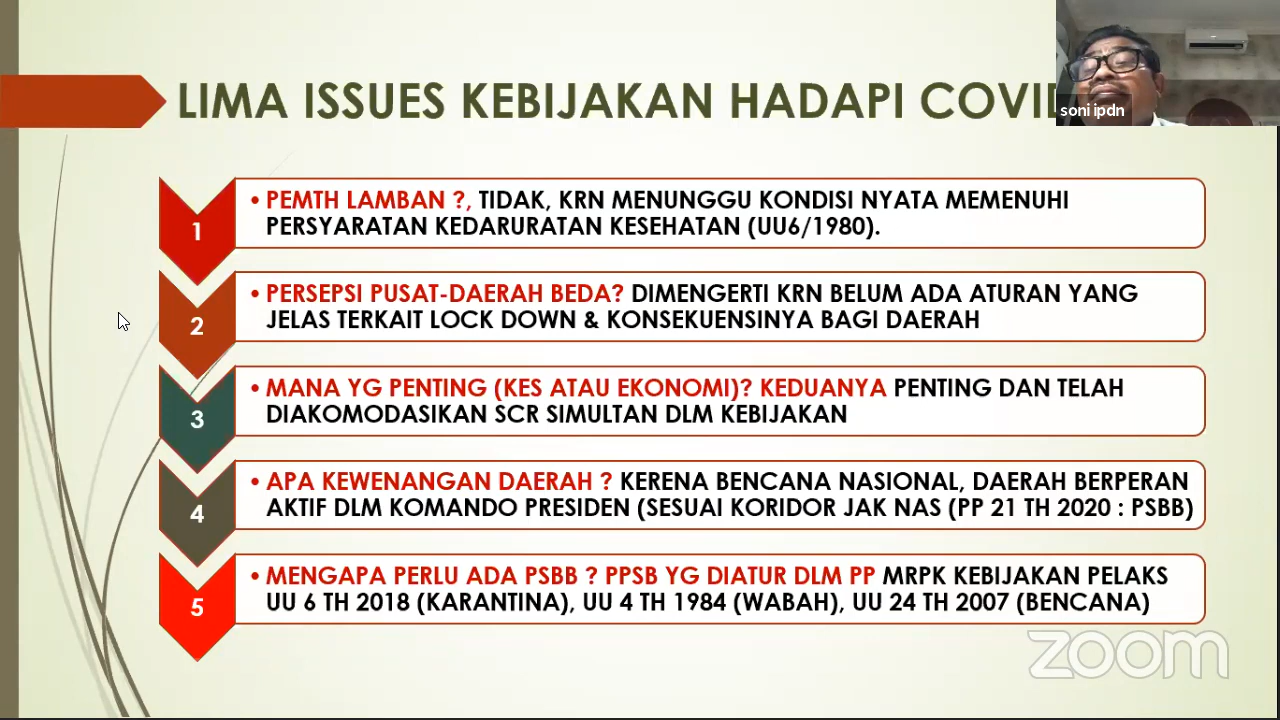 LIMA ISSUES KEBIJAKAN HADAPI COVID
soni ipdn
1
• PEMTH LAMBAN ?, TIDAK, KRN MENUNGGU KONDISI NYATA MEMENUHI
PERSYARATAN KEDARURATAN KESEHATAN (UU6/1980).
2
• PERSEPSI PUSAT-DAERAH BEDA? DIMENGERTI KRN BELUM ADA ATURAN YANG
JELAS TERKAIT LOCK DOWN & KONSEKUENSINYA BAGI DAERAH
3
• MANA YG PENTING (KES ATAU EKONOMI)? KEDUANYA PENTING DAN TELAH
DIAKOMODASIKAN SCR SIMULTAN DLM KEBIJAKAN
4
• APA KEWENANGAN DAERAH ? KERENA BENCANA NASIONAL, DAERAH BERPERAN
AKTIF DLM KOMANDO PRESIDEN (SESUAI KORIDOR JAK NAS (PP 21 TH 2020 : PSBB)
5
• MENGAPA PERLU ADA PSBB ? PPSB YG DIATUR DLM PP MRPK KEBIJAKAN PELAKS
UU 6 TH 2018 (KARANTINA), UU 4 TH 1984 (WABAH), UU 24 TH 2007 (BENCANA)
zoom